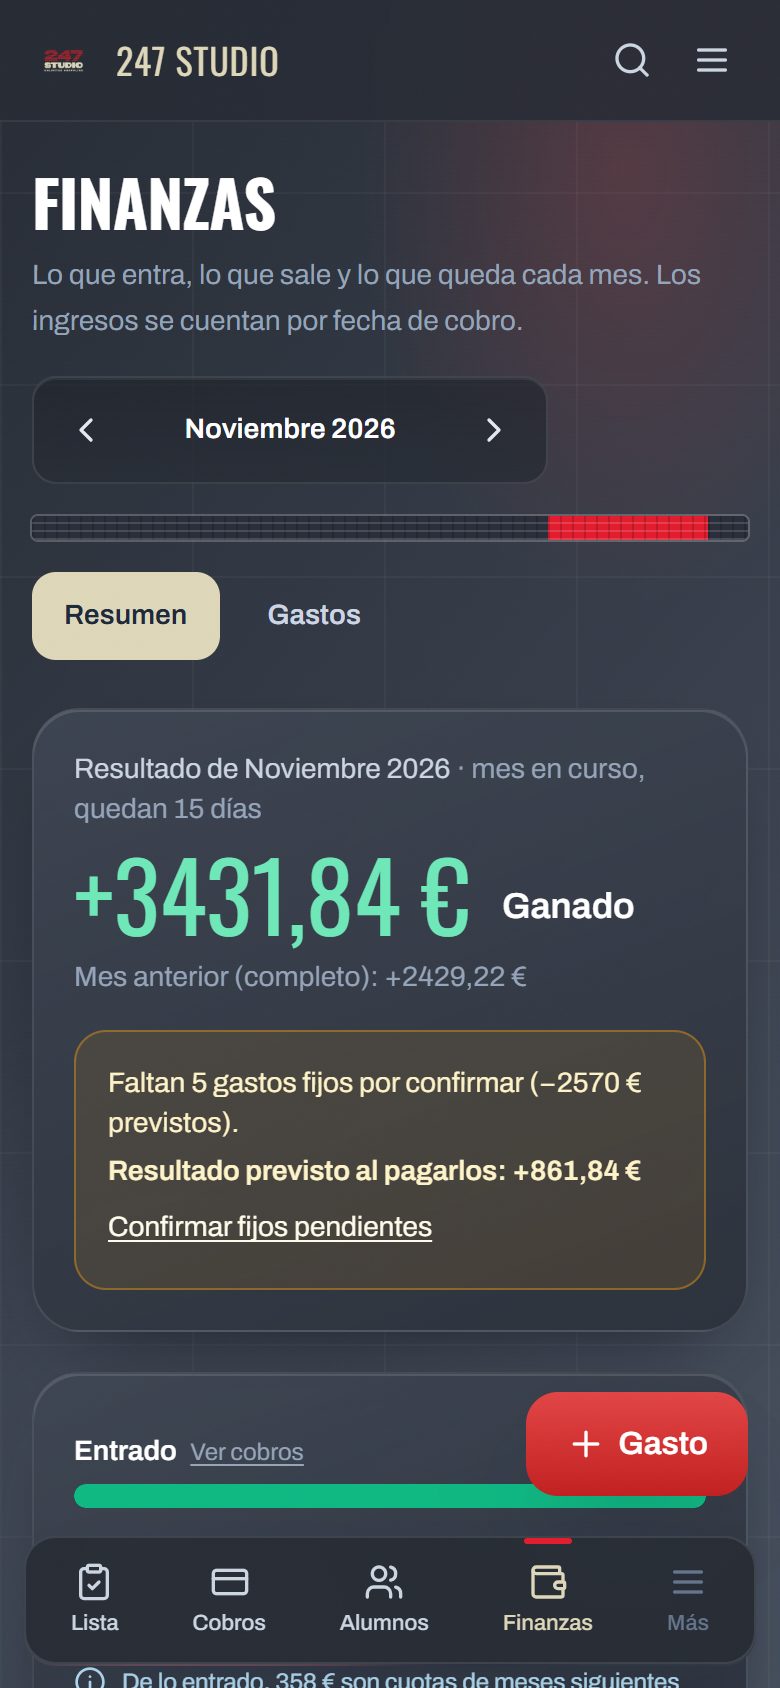 247
STUDIO
247 STUDIO
FINANZAS
Lo que entra, lo que sale y lo que queda cada mes. Los
ingresos se cuentan por fecha de cobro.
Noviembre 2026
Resumen Gastos
Resultado de Noviembre 2026 · mes en curso,
quedan 15 días
+3431,84 € Ganado
Mes anterior (completo): +2429,22 €
Faltan 5 gastos fijos por confirmar (−2570 €
previstos).
Resultado previsto al pagarlos: +861,84 €
Confirmar fijos pendientes
Entrado Ver cobros
+ Gasto
Lista Cobros Alumnos Finanzas Más
De lo entrado, 358 € son cuotas de meses siguientes